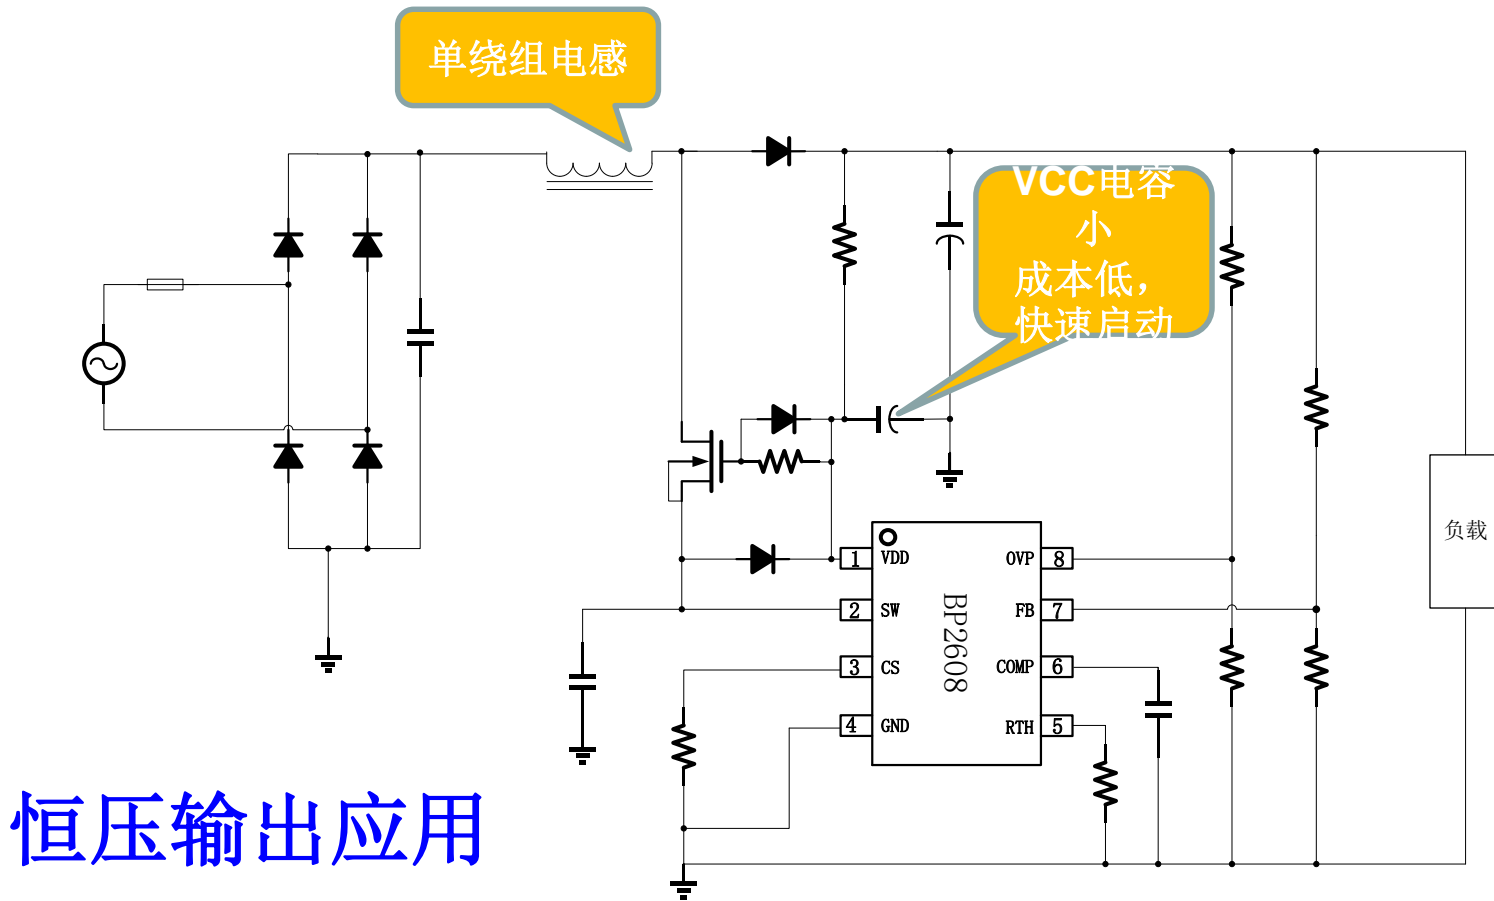 单绕组电感
VCC电容
小
成本低，
快速启动
负载
1 VDD
2 SW
3 CS
4 GND
OVP 8
FB 7
COMP 6
RTH 5
BP2608
恒压输出应用